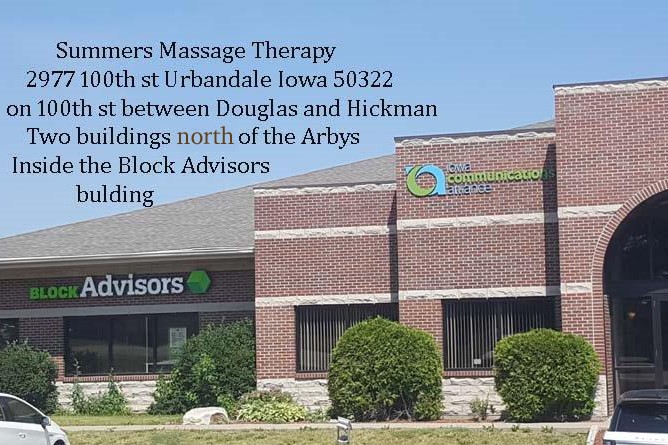 Summers Massage Therapy
2977 100th st Urbandale Iowa 50322
on 100th st between Douglas and Hickman
Two buildings north of the Arbys
Inside the Block Advisors
bulding
iowa
communications
alliance
BLOCK Advisors